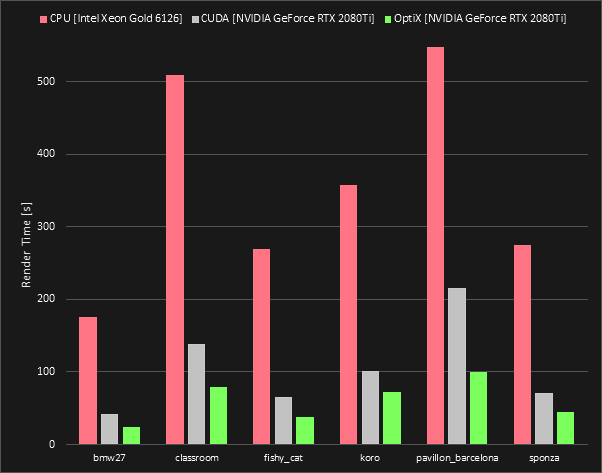 CPU [Intel Xeon Gold 6126] CUDA [NVIDIA GeForce RTX 2080Ti] OptiX [NVIDIA GeForce RTX 2080Ti]
Render Time [s]
500
400
300
200
100
0
bmw27 classroom fishy_cat koro pavillon_barcelona sponza